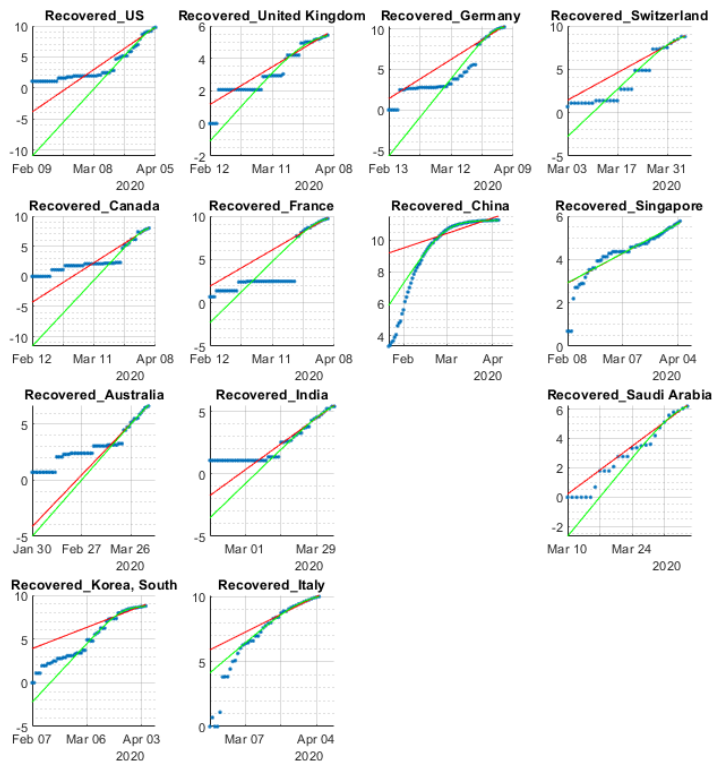 Recovered_US
10
5
0
-5
-10
Feb 09
Mar 08
Apr 05
2020
Recovered_United Kingdom
6
4
2
0
-2
Feb 12
Mar 11
Apr 08
2020
Recovered_Germany
10
5
0
-5
Feb 13
Mar 12
Apr 09
2020
Recovered_Switzerland
10
5
0
-5
Mar 03
Mar 17
Mar 31
2020
Recovered_Canada
10
5
0
-5
-10
Feb 12
Mar 11
Apr 08
2020
Recovered_France
10
5
0
-5
Feb 12
Mar 11
Apr 08
2020
Recovered_China
10
8
6
4
Feb
Mar
Apr
2020
Recovered_Singapore
6
4
2
0
Feb 08
Mar 07
Apr 04
2020
Recovered_Australia
5
0
-5
Jan 30
Feb 27
Mar 26
2020
Recovered_India
5
0
-5
Mar 01
Mar 29
2020
Recovered_Saudi Arabia
6
4
2
0
-2
Mar 10
Mar 24
2020
Recovered_Korea, South
10
5
0
-5
Feb 07
Mar 06
Apr 03
2020
Recovered_Italy
10
5
0
Mar 07
Apr 04
2020